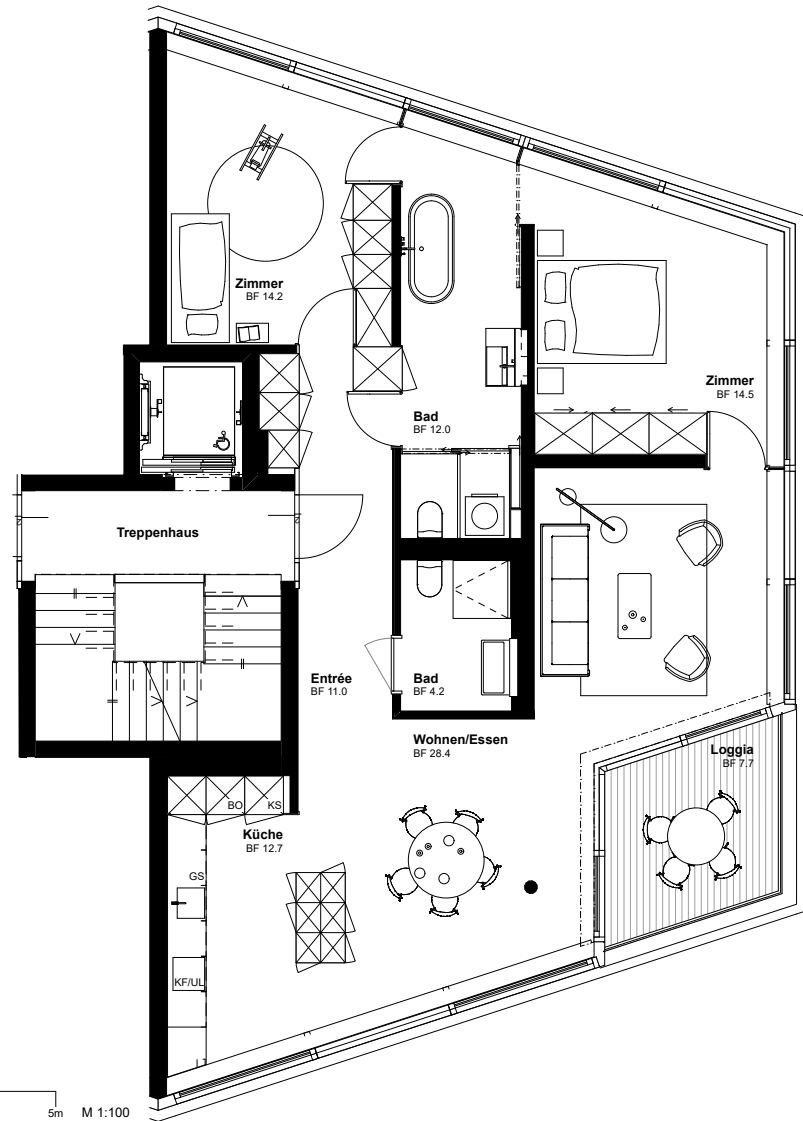 Zimmer
BF 14.2
Zimmer
BF 14.5
Bad
BF 12.0
Treppenhaus
Entrée
BF 11.0
Bad
BF 4.2
Wohnen/Essen
BF 28.4
Loggia
BF 7.7
BO
KS
Küche
BF 12.7
GS
KF/UL
5m
M 1:100